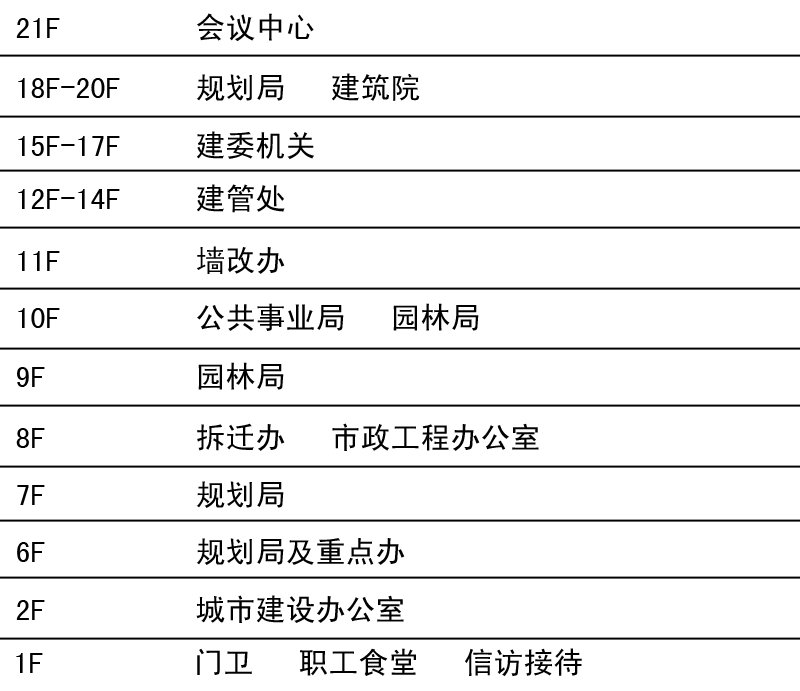 21F 会议中心
18F-20F 规划局 建筑院
15F-17F 建委机关
12F-14F 建管处
11F 墙改办
10F 公共事业局 园林局
9F 园林局
8F 拆迁办 市政工程办公室
7F 规划局
6F 规划局及重点办
2F 城市建设办公室
1F 门卫 职工食堂 信访接待